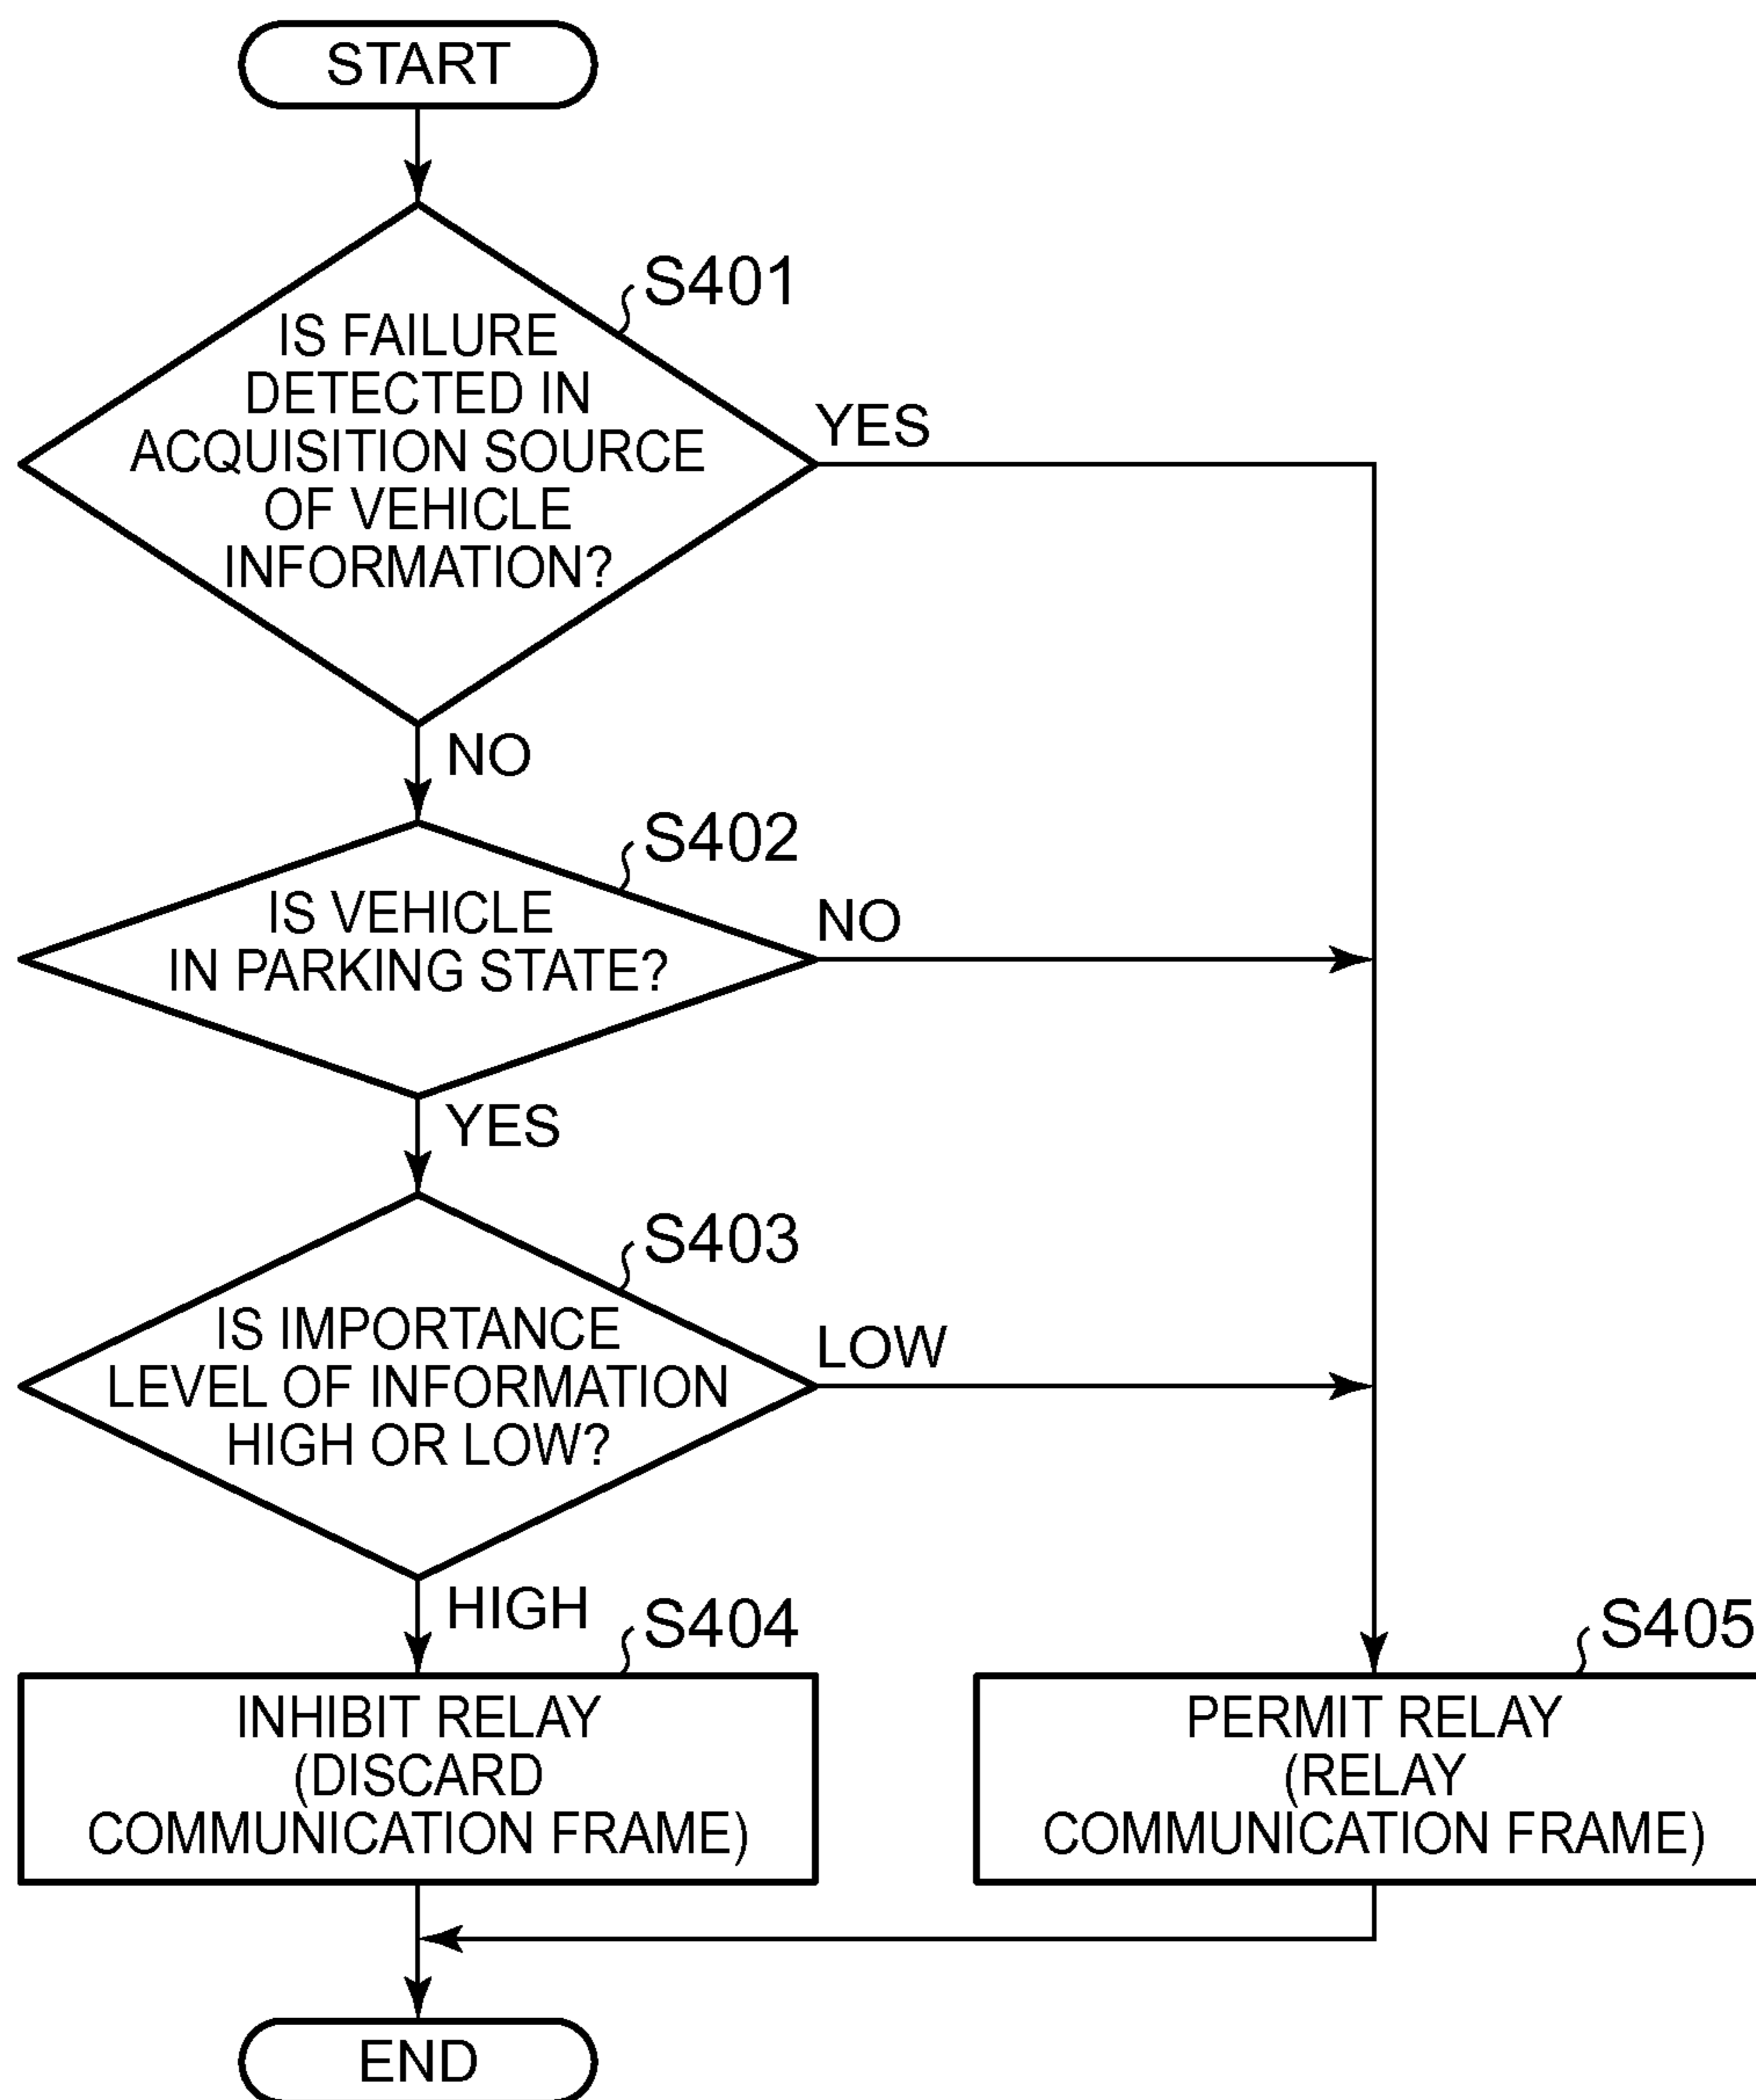 START
S401
IS FAILURE
DETECTED IN
ACQUISITION SOURCE
OF VEHICLE
INFORMATION?
YES
NO
S402
IS VEHICLE
IN PARKING STATE?
NO
YES
S403
IS IMPORTANCE
LEVEL OF INFORMATION
HIGH OR LOW?
LOW
HIGH
S404
INHIBIT RELAY
(DISCARD
COMMUNICATION FRAME)
S405
PERMIT RELAY
(RELAY
COMMUNICATION FRAME)
END